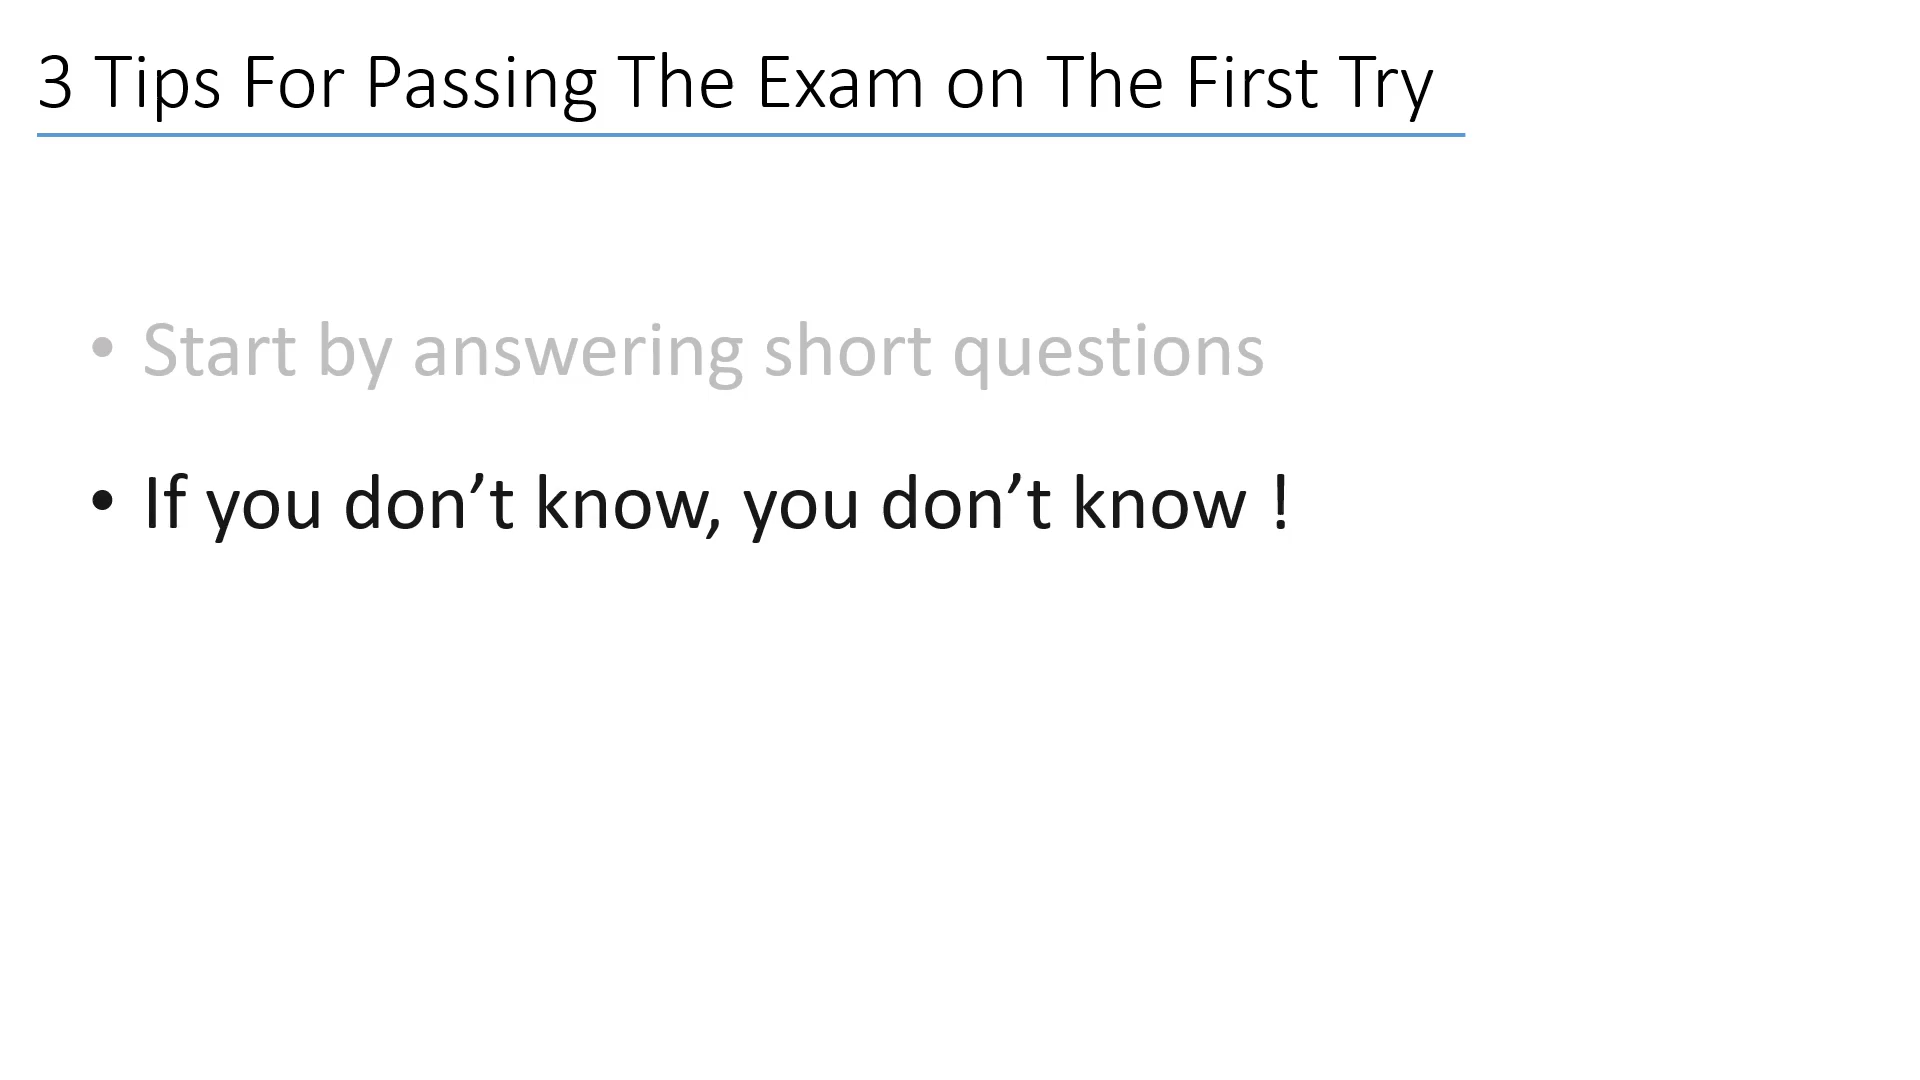 3 Tips For Passing The Exam on The First Try
• Start by answering short questions
• If you don’t know, you don’t know !